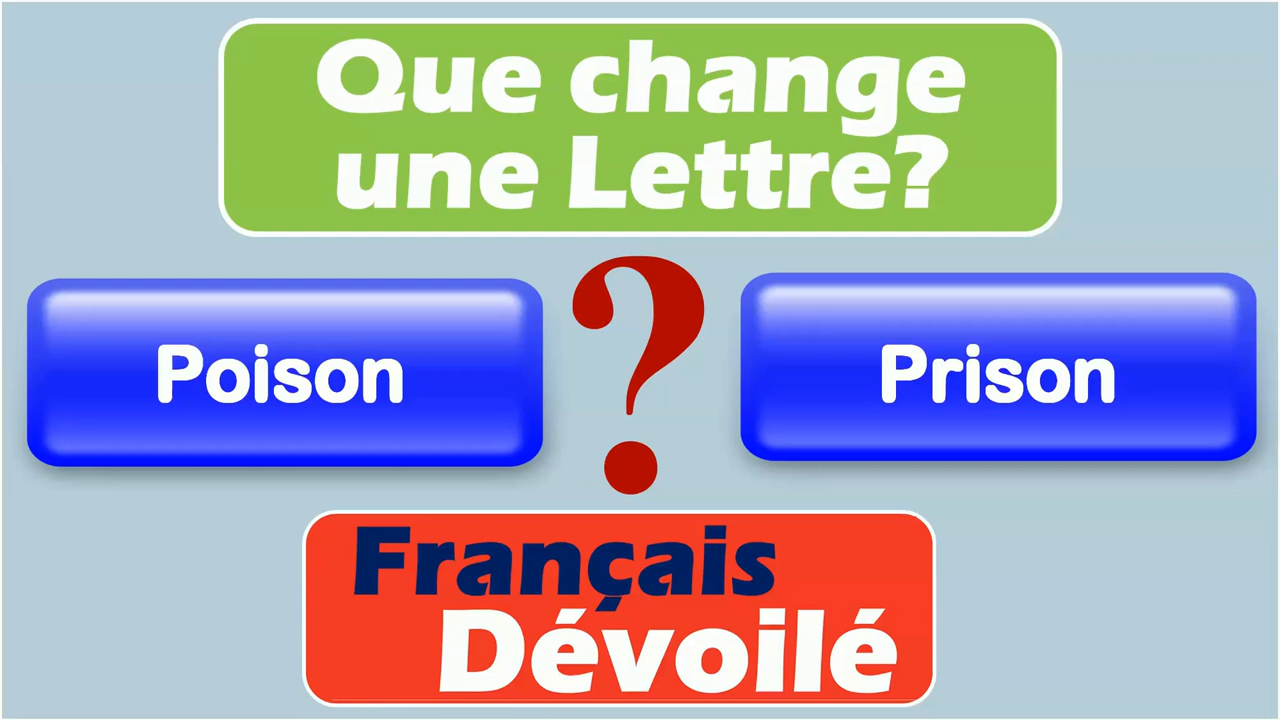 Que change
une Lettre?
Poison
?
Prison
Français
Dévoilé